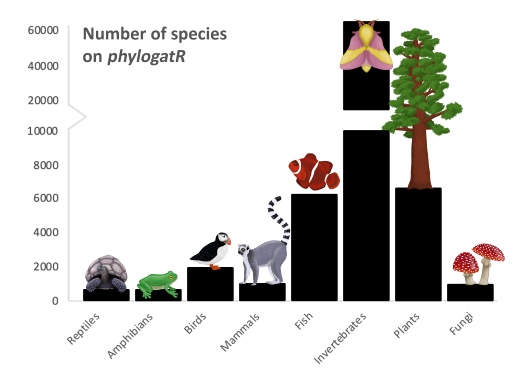 Number of species
on phylogatR
60000
40000
20000
10000
8000
6000
4000
2000
0
Reptiles
Amphibians
Birds
Mammals
Fish
Invertebrates
Plants
Fungi